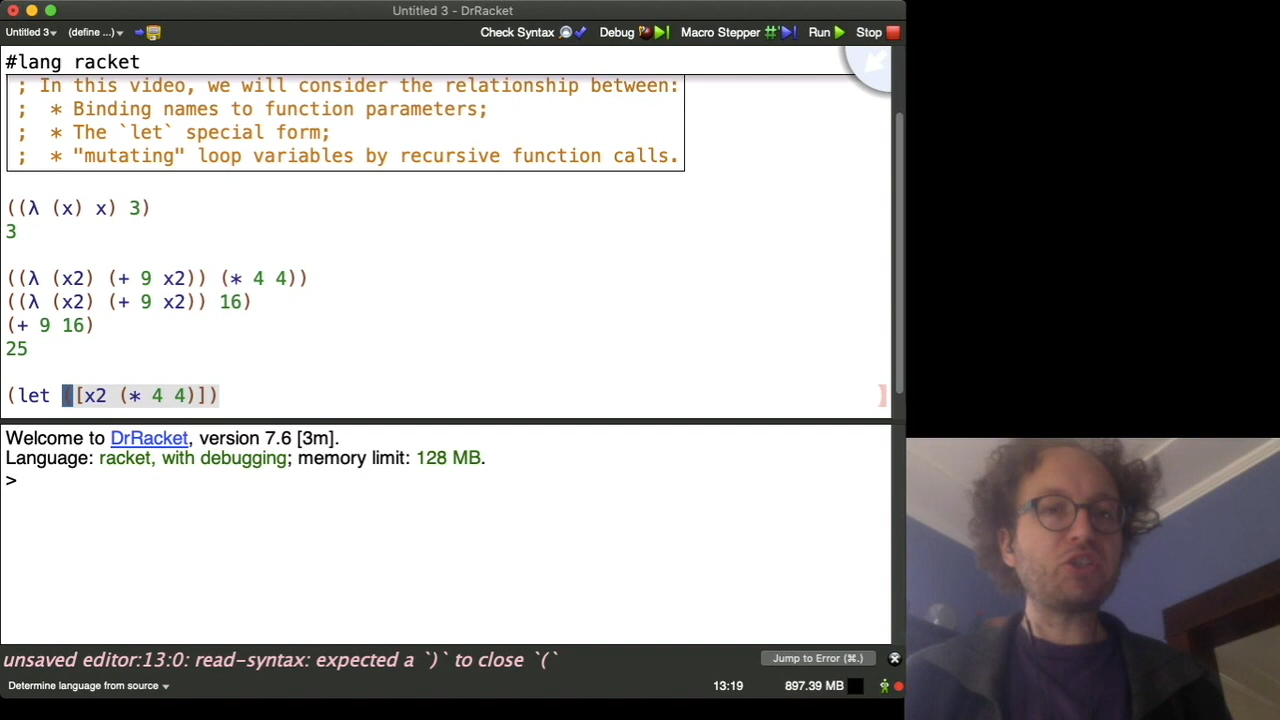 Untitled 3 - DrRacket
Untitled 3 (define ...) Check Syntax Debug Macro Stepper Run Stop
#lang racket
; In this video, we will consider the relationship between:
;  * Binding names to function parameters;
;  * The `let` special form;
;  * "mutating" loop variables by recursive function calls.
((λ (x) x) 3)
3
((λ (x2) (+ 9 x2)) (* 4 4))
((λ (x2) (+ 9 x2)) 16)
(+ 9 16)
25
(let ([x2 (* 4 4)])
Welcome to DrRacket, version 7.6 [3m].
Language: racket, with debugging; memory limit: 128 MB.
>
unsaved editor:13:0: read-syntax: expected a `)` to close `(` Jump to Error (⌘.)
Determine language from source 13:19 897.39 MB